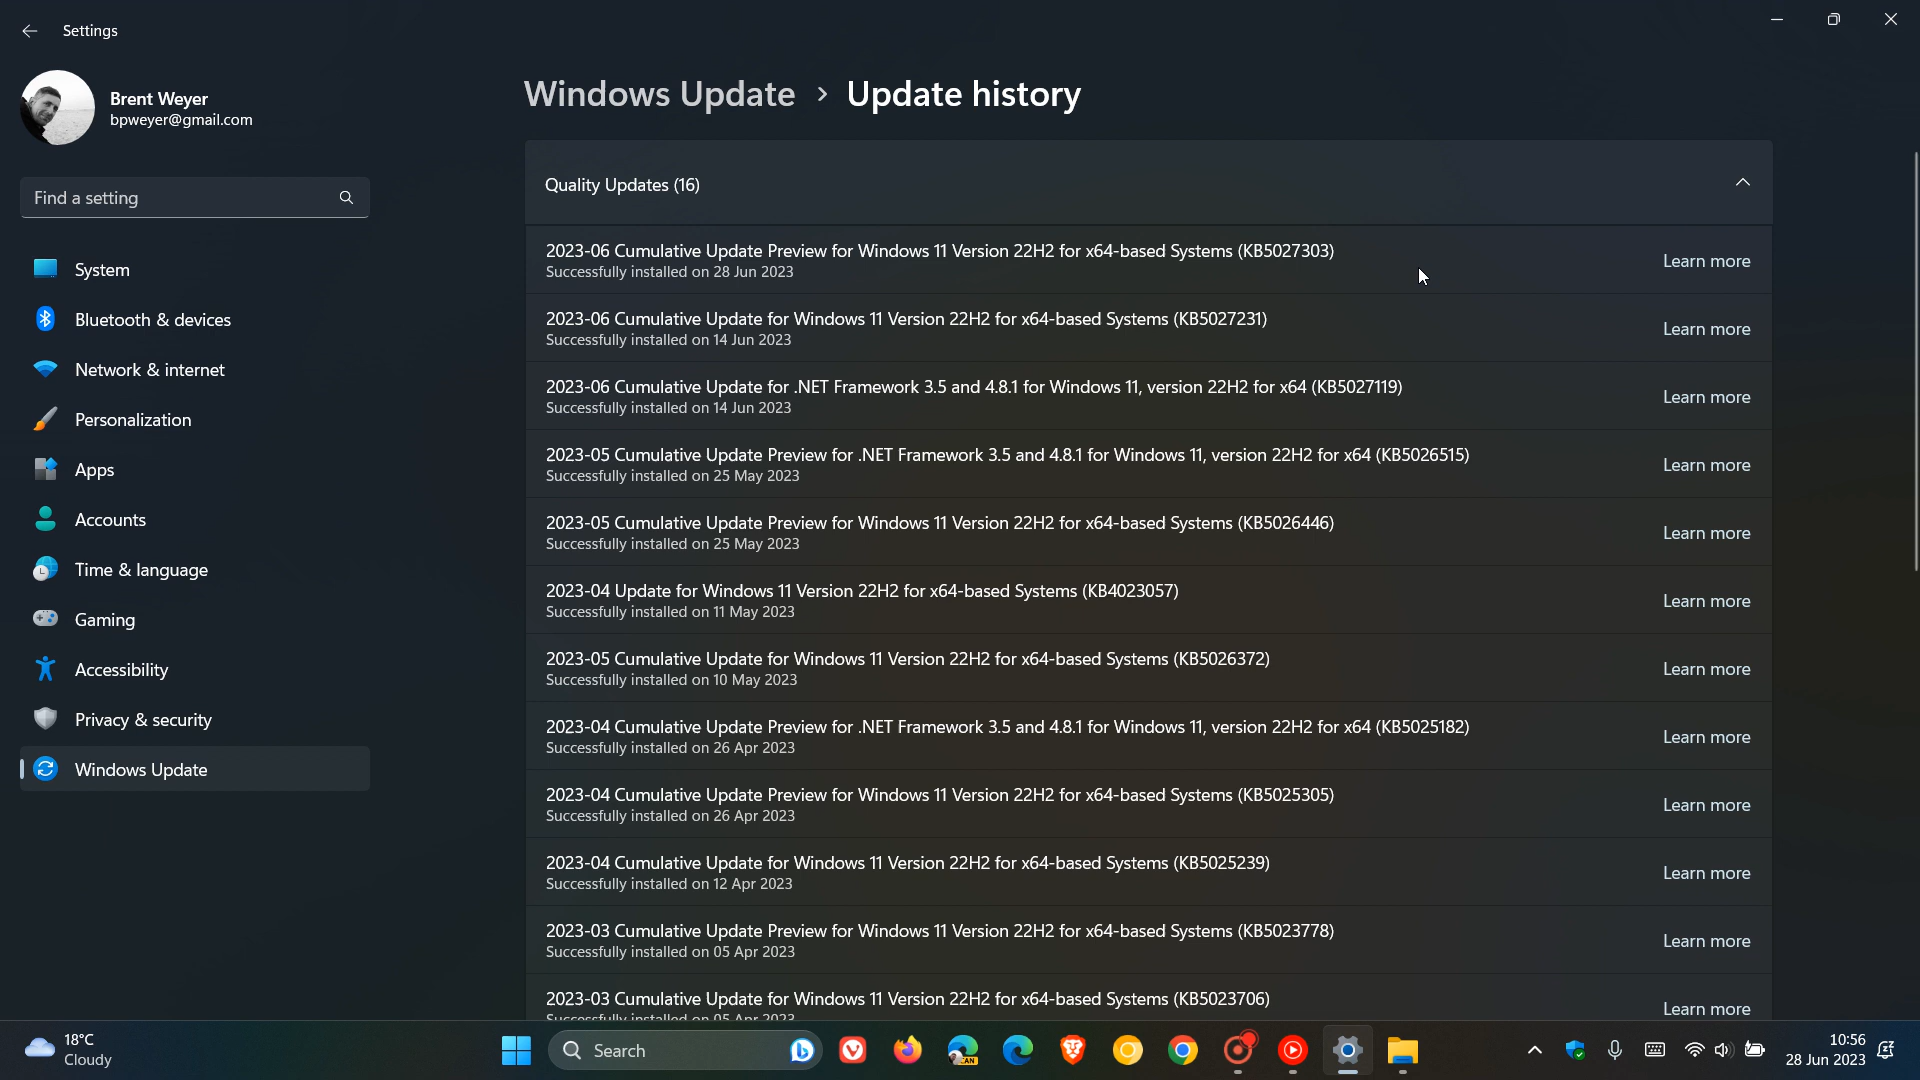 Settings
Brent Weyer
bpweyer@gmail.com
Find a setting
System
Bluetooth & devices
Network & internet
Personalization
Apps
Accounts
Time & language
Gaming
Accessibility
Privacy & security
Windows Update
Windows Update > Update history
Quality Updates (16)
2023-06 Cumulative Update Preview for Windows 11 Version 22H2 for x64-based Systems (KB5027303)
Successfully installed on 28 Jun 2023
Learn more
2023-06 Cumulative Update for Windows 11 Version 22H2 for x64-based Systems (KB5027231)
Successfully installed on 14 Jun 2023
Learn more
2023-06 Cumulative Update for .NET Framework 3.5 and 4.8.1 for Windows 11, version 22H2 for x64 (KB5027119)
Successfully installed on 14 Jun 2023
Learn more
2023-05 Cumulative Update Preview for .NET Framework 3.5 and 4.8.1 for Windows 11, version 22H2 for x64 (KB5026515)
Successfully installed on 25 May 2023
Learn more
2023-05 Cumulative Update Preview for Windows 11 Version 22H2 for x64-based Systems (KB5026446)
Successfully installed on 25 May 2023
Learn more
2023-04 Update for Windows 11 Version 22H2 for x64-based Systems (KB4023057)
Successfully installed on 11 May 2023
Learn more
2023-05 Cumulative Update for Windows 11 Version 22H2 for x64-based Systems (KB5026372)
Successfully installed on 10 May 2023
Learn more
2023-04 Cumulative Update Preview for .NET Framework 3.5 and 4.8.1 for Windows 11, version 22H2 for x64 (KB5025182)
Successfully installed on 26 Apr 2023
Learn more
2023-04 Cumulative Update Preview for Windows 11 Version 22H2 for x64-based Systems (KB5025305)
Successfully installed on 26 Apr 2023
Learn more
2023-04 Cumulative Update for Windows 11 Version 22H2 for x64-based Systems (KB5025239)
Successfully installed on 12 Apr 2023
Learn more
2023-03 Cumulative Update Preview for Windows 11 Version 22H2 for x64-based Systems (KB5023778)
Successfully installed on 05 Apr 2023
Learn more
2023-03 Cumulative Update for Windows 11 Version 22H2 for x64-based Systems (KB5023706)
Successfully installed on 05 Apr 2023
Learn more
18°C
Cloudy
Search
CAN
10:56
28 Jun 2023